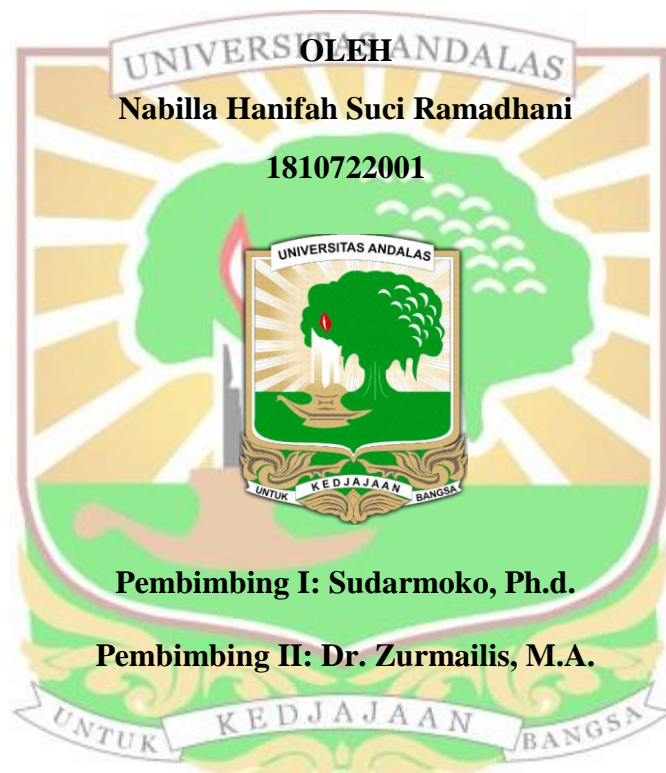 UNIVERSITAS ANDALAS
OLEH
Nabilla Hanifah Suci Ramadhani
1810722001
UNIVERSITAS ANDALAS
UNTUK KEDJAJAAN BANGSA
Pembimbing I: Sudarmoko, Ph.d.
Pembimbing II: Dr. Zurmailis, M.A.
UNTUK KEDJAJAAN BANGSA